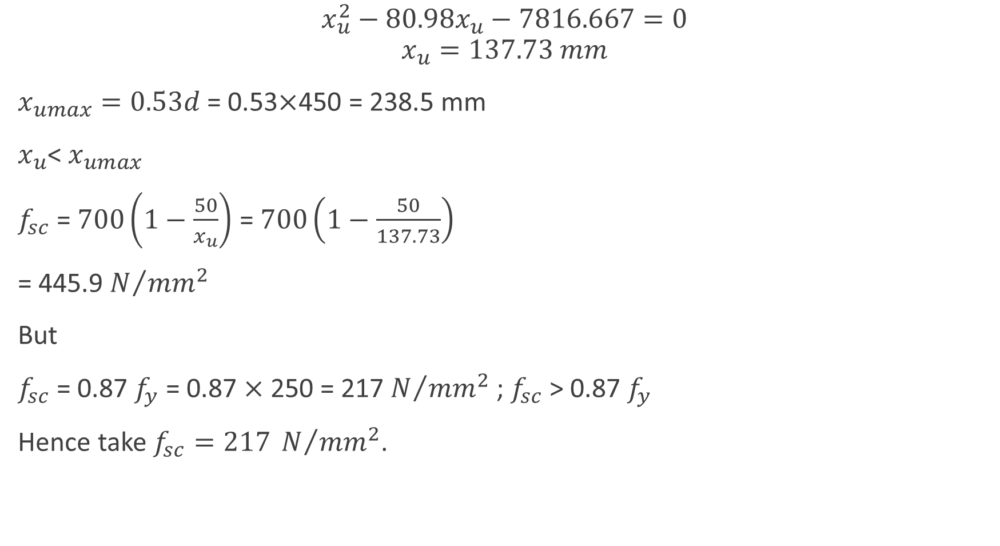 $x_u^2 - 80.98x_u - 7816.667 = 0$
$x_u = 137.73 \, mm$
$x_{umax} = 0.53d$ = 0.53×450 = 238.5 mm
$x_u$< $x_{umax}$
$f_{sc}$ = $700\left(1 - \frac{50}{x_u}\right)$ = $700\left(1 - \frac{50}{137.73}\right)$
= 445.9 $N/mm^2$
But
$f_{sc}$ = 0.87 $f_y$ = 0.87 × 250 = 217 $N/mm^2$ ; $f_{sc}$ > 0.87 $f_y$
Hence take $f_{sc} = 217 \; N/mm^2$.